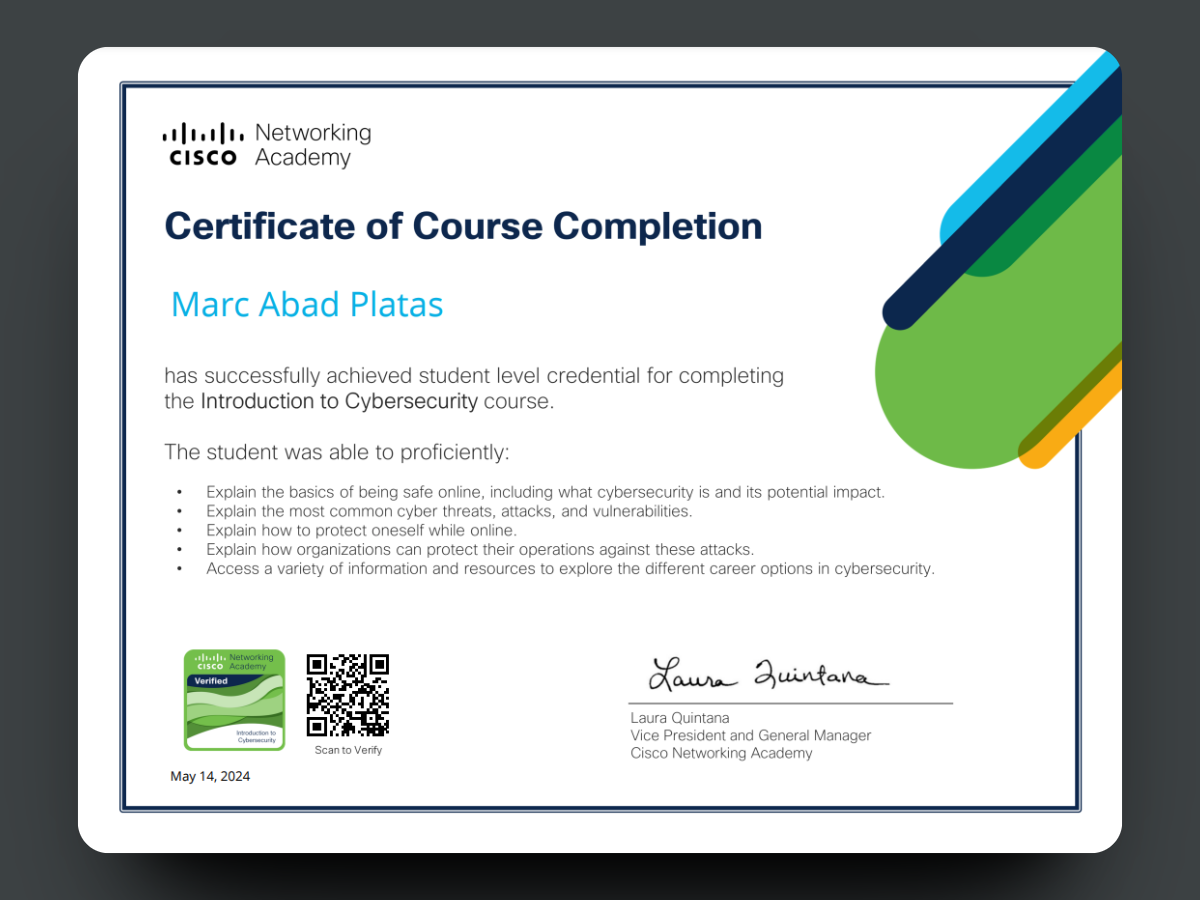 Networking
CISCO Academy
Certificate of Course Completion
Marc Abad Platas
has successfully achieved student level credential for completing
the Introduction to Cybersecurity course.
The student was able to proficiently:
• Explain the basics of being safe online, including what cybersecurity is and its potential impact.
• Explain the most common cyber threats, attacks, and vulnerabilities.
• Explain how to protect oneself while online.
• Explain how organizations can protect their operations against these attacks.
• Access a variety of information and resources to explore the different career options in cybersecurity.
Networking
CISCO Academy
Verified
Introduction to
Cybersecurity
Scan to Verify
May 14, 2024
Laura Quintana
Laura Quintana
Vice President and General Manager
Cisco Networking Academy